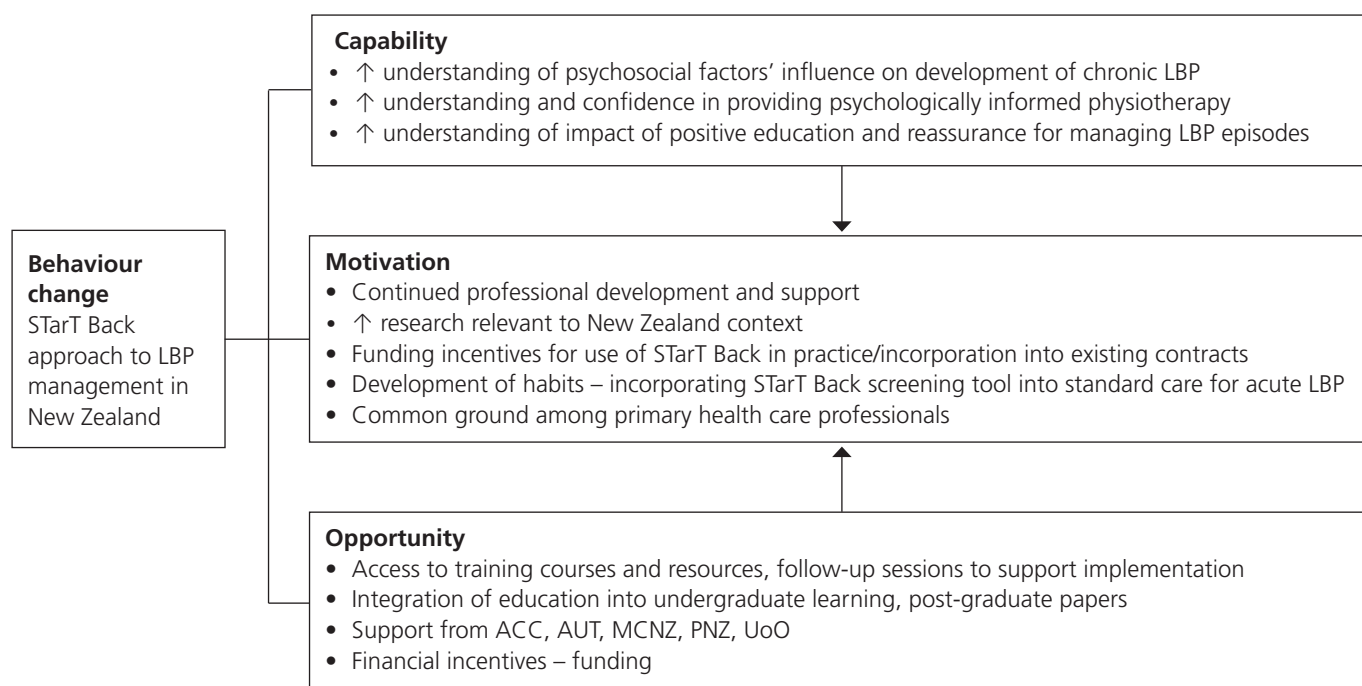 Capability
• ↑ understanding of psychosocial factors’ influence on development of chronic LBP
• ↑ understanding and confidence in providing psychologically informed physiotherapy
• ↑ understanding of impact of positive education and reassurance for managing LBP episodes
Behaviour
change
STarT Back
approach to LBP
management in
New Zealand
Motivation
• Continued professional development and support
• ↑ research relevant to New Zealand context
• Funding incentives for use of STarT Back in practice/incorporation into existing contracts
• Development of habits – incorporating STarT Back screening tool into standard care for acute LBP
• Common ground among primary health care professionals
Opportunity
• Access to training courses and resources, follow-up sessions to support implementation
• Integration of education into undergraduate learning, post-graduate papers
• Support from ACC, AUT, MCNZ, PNZ, UoO
• Financial incentives – funding